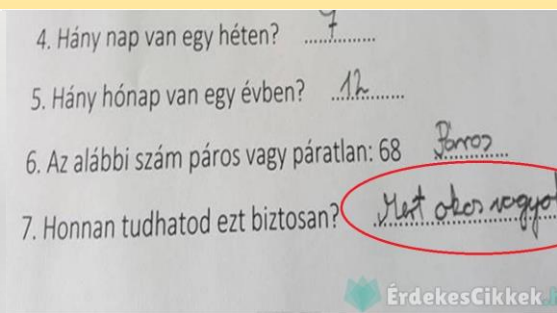 4. Hány nap van egy héten? 7
5. Hány hónap van egy évben? 12
6. Az alábbi szám páros vagy páratlan: 68 Páros
7. Honnan tudhatod ezt biztosan? Mert okos vagyok
ÉrdekesCikkek